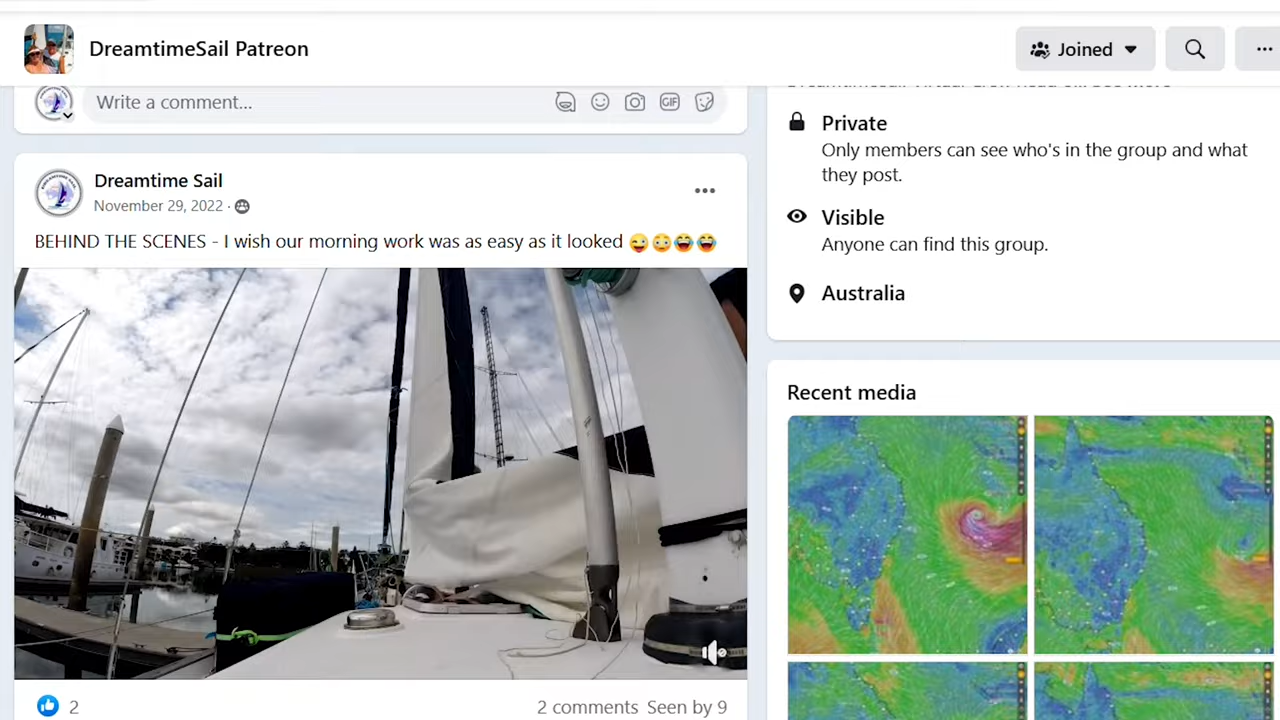 DreamtimeSail Patreon
Joined
Write a comment...
GIF
Dreamtime Sail
November 29, 2022 ·
BEHIND THE SCENES - I wish our morning work was as easy as it looked 😜😳😂😂
2
2 comments Seen by 9
Private
Only members can see who's in the group and what
they post.
Visible
Anyone can find this group.
Australia
Recent media